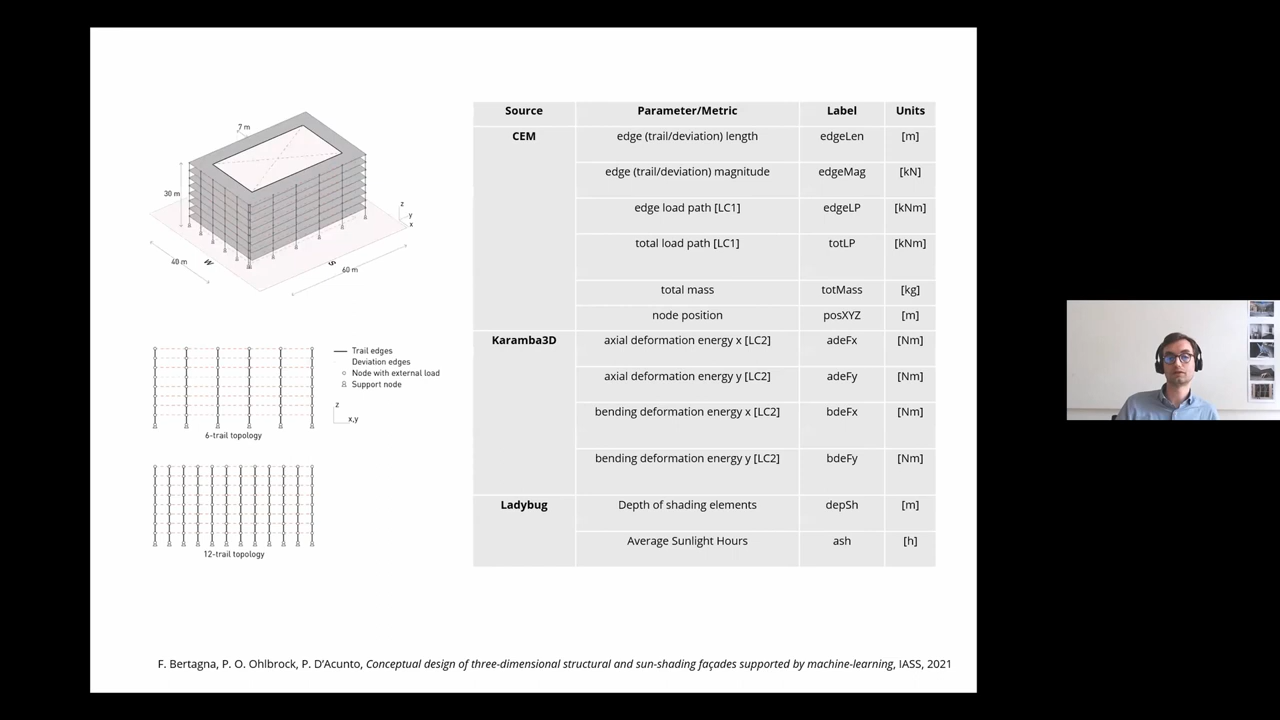 7 m
30 m
z
y
x
40 m
W
S
60 m
Trail edges
Deviation edges
Node with external load
Support node
z
x,y
6-trail topology
12-trail topology
Source Parameter/Metric Label Units
CEM edge (trail/deviation) length edgeLen [m]
edge (trail/deviation) magnitude edgeMag [kN]
edge load path [LC1] edgeLP [kNm]
total load path [LC1] totLP [kNm]
total mass totMass [kg]
node position posXYZ [m]
Karamba3D axial deformation energy x [LC2] adeFx [Nm]
axial deformation energy y [LC2] adeFy [Nm]
bending deformation energy x [LC2] bdeFx [Nm]
bending deformation energy y [LC2] bdeFy [Nm]
Ladybug Depth of shading elements depSh [m]
Average Sunlight Hours ash [h]
F. Bertagna, P. O. Ohlbrock, P. D'Acunto, Conceptual design of three-dimensional structural and sun-shading façades supported by machine-learning, IASS, 2021